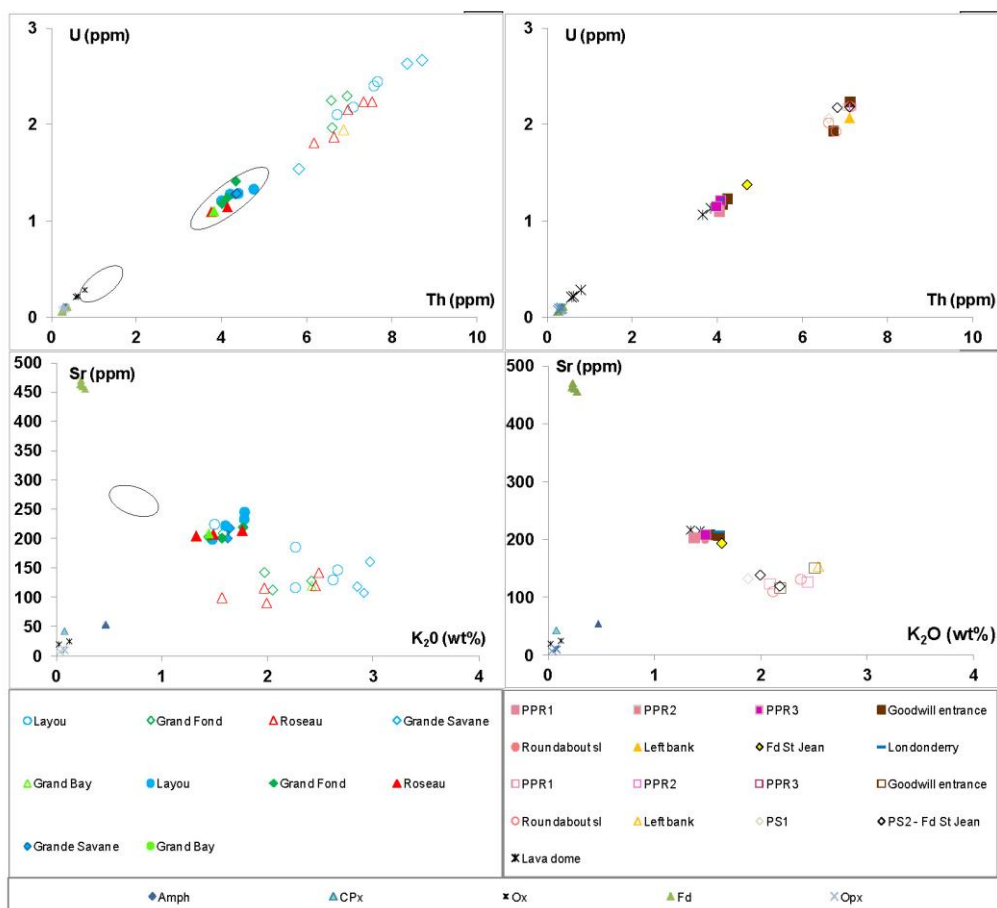 U (ppm)
3
2
1
0
Th (ppm)
0 2 4 6 8 10
U (ppm)
3
2
1
0
Th (ppm)
0 2 4 6 8 10
Sr (ppm)
500
450
400
350
300
250
200
150
100
50
0
K20 (wt%)
0 1 2 3 4
Sr (ppm)
500
400
300
200
100
0
K2O (wt%)
0 1 2 3 4
Layou Grand Fond Roseau Grande Savane
Grand Bay Layou Grand Fond Roseau
Grande Savane Grand Bay
PPR1 PPR2 PPR3 Goodwill entrance
Roundabout sl Left bank Fd St Jean Londonderry
PPR1 PPR2 PPR3 Goodwill entrance
Roundabout sl Left bank PS1 PS2- Fd St Jean
Lava dome
Amph CPx Ox Fd Opx